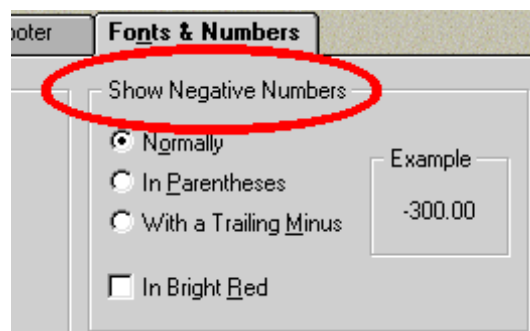 ooter
Fonts & Numbers
Show Negative Numbers
Normally
In Parentheses
With a Trailing Minus
In Bright Red
Example
-300.00